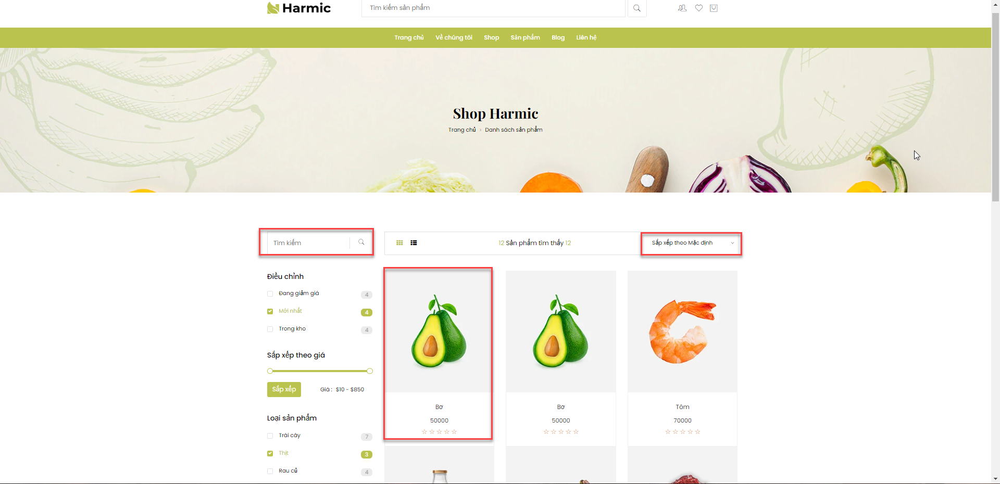 Harmic
Tìm kiếm sản phẩm
Trang chủ Về chúng tôi Shop Sản phẩm Blog Liên hệ
Shop Harmic
Trang chủ › Danh sách sản phẩm
Tìm kiếm
12 Sản phẩm tìm thấy 12
Sắp xếp theo Mặc định
Điều chỉnh
Đang giảm giá 4
Mới nhất 4
Trong kho 4
Sắp xếp theo giá
Sắp xếp Giá : $10 - $850
Loại sản phẩm
Trái cây 7
Thịt 3
Rau củ 4
Bơ
50000
Bơ
50000
Tôm
70000